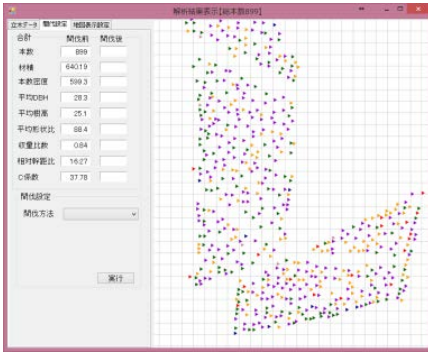 解析結果表示【総本数899】
立木データ 間伐設定 地図表示設定
合計 間伐前 間伐後
本数 899
材積 640.19
本数密度 599.3
平均DBH 28.3
平均樹高 25.1
平均形状比 88.4
収量比数 0.84
相対幹距比 16.27
C係数 37.78
間伐設定
間伐方法
実行